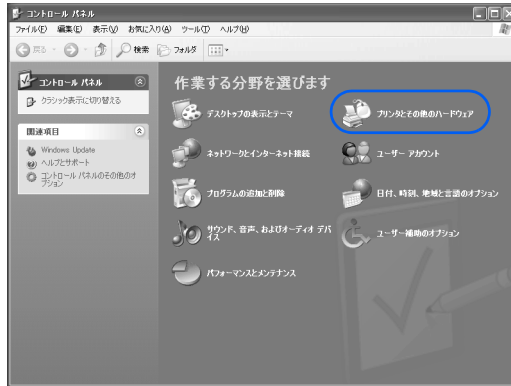 コントロール パネル
ファイル(F) 編集(E) 表示(V) お気に入り(A) ツール(T) ヘルプ(H)
戻る 検索 フォルダ
コントロール パネル
クラシック表示に切り替える
関連項目
Windows Update
ヘルプとサポート
コントロール パネルのその他のオ
プション
作業する分野を選びます
デスクトップの表示とテーマ
プリンタとその他のハードウェア
ネットワークとインターネット接続
ユーザー アカウント
プログラムの追加と削除
日付、時刻、地域と言語のオプション
サウンド、音声、およびオーディオ デバ
イス
ユーザー補助のオプション
パフォーマンスとメンテナンス